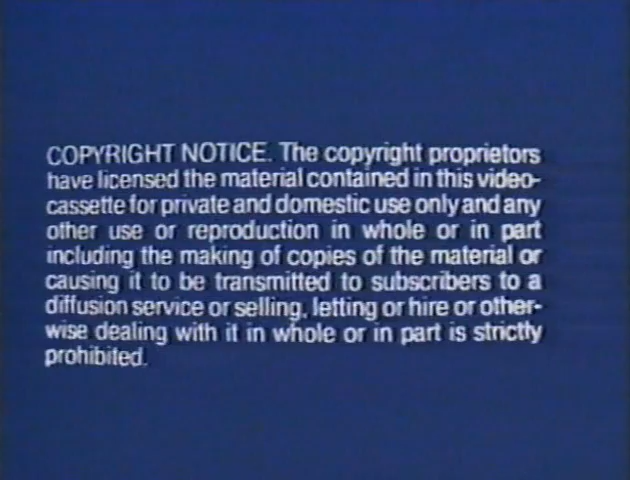 COPYRIGHT NOTICE. The copyright proprietors
have licensed the material contained in this video-
cassette for private and domestic use only and any
other use or reproduction in whole or in part
including the making of copies of the material or
causing it to be transmitted to subscribers to a
diffusion service or selling, letting or hire or other-
wise dealing with it in whole or in part is strictly
prohibited.